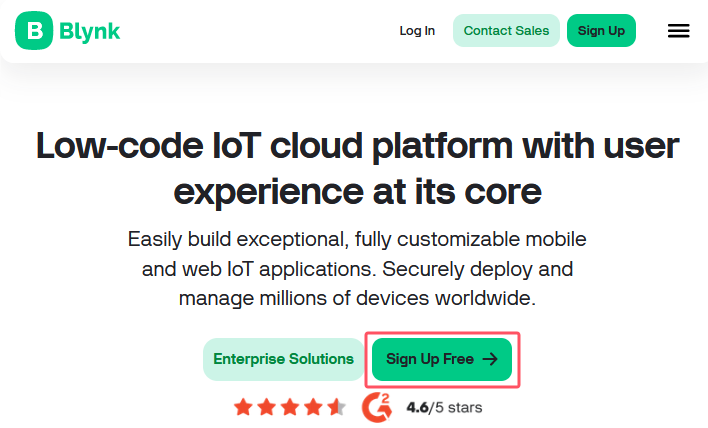 B Blynk
Log In
Contact Sales
Sign Up
Low-code IoT cloud platform with user
experience at its core
Easily build exceptional, fully customizable mobile
and web IoT applications. Securely deploy and
manage millions of devices worldwide.
Enterprise Solutions
Sign Up Free →
G2 4.6/5 stars